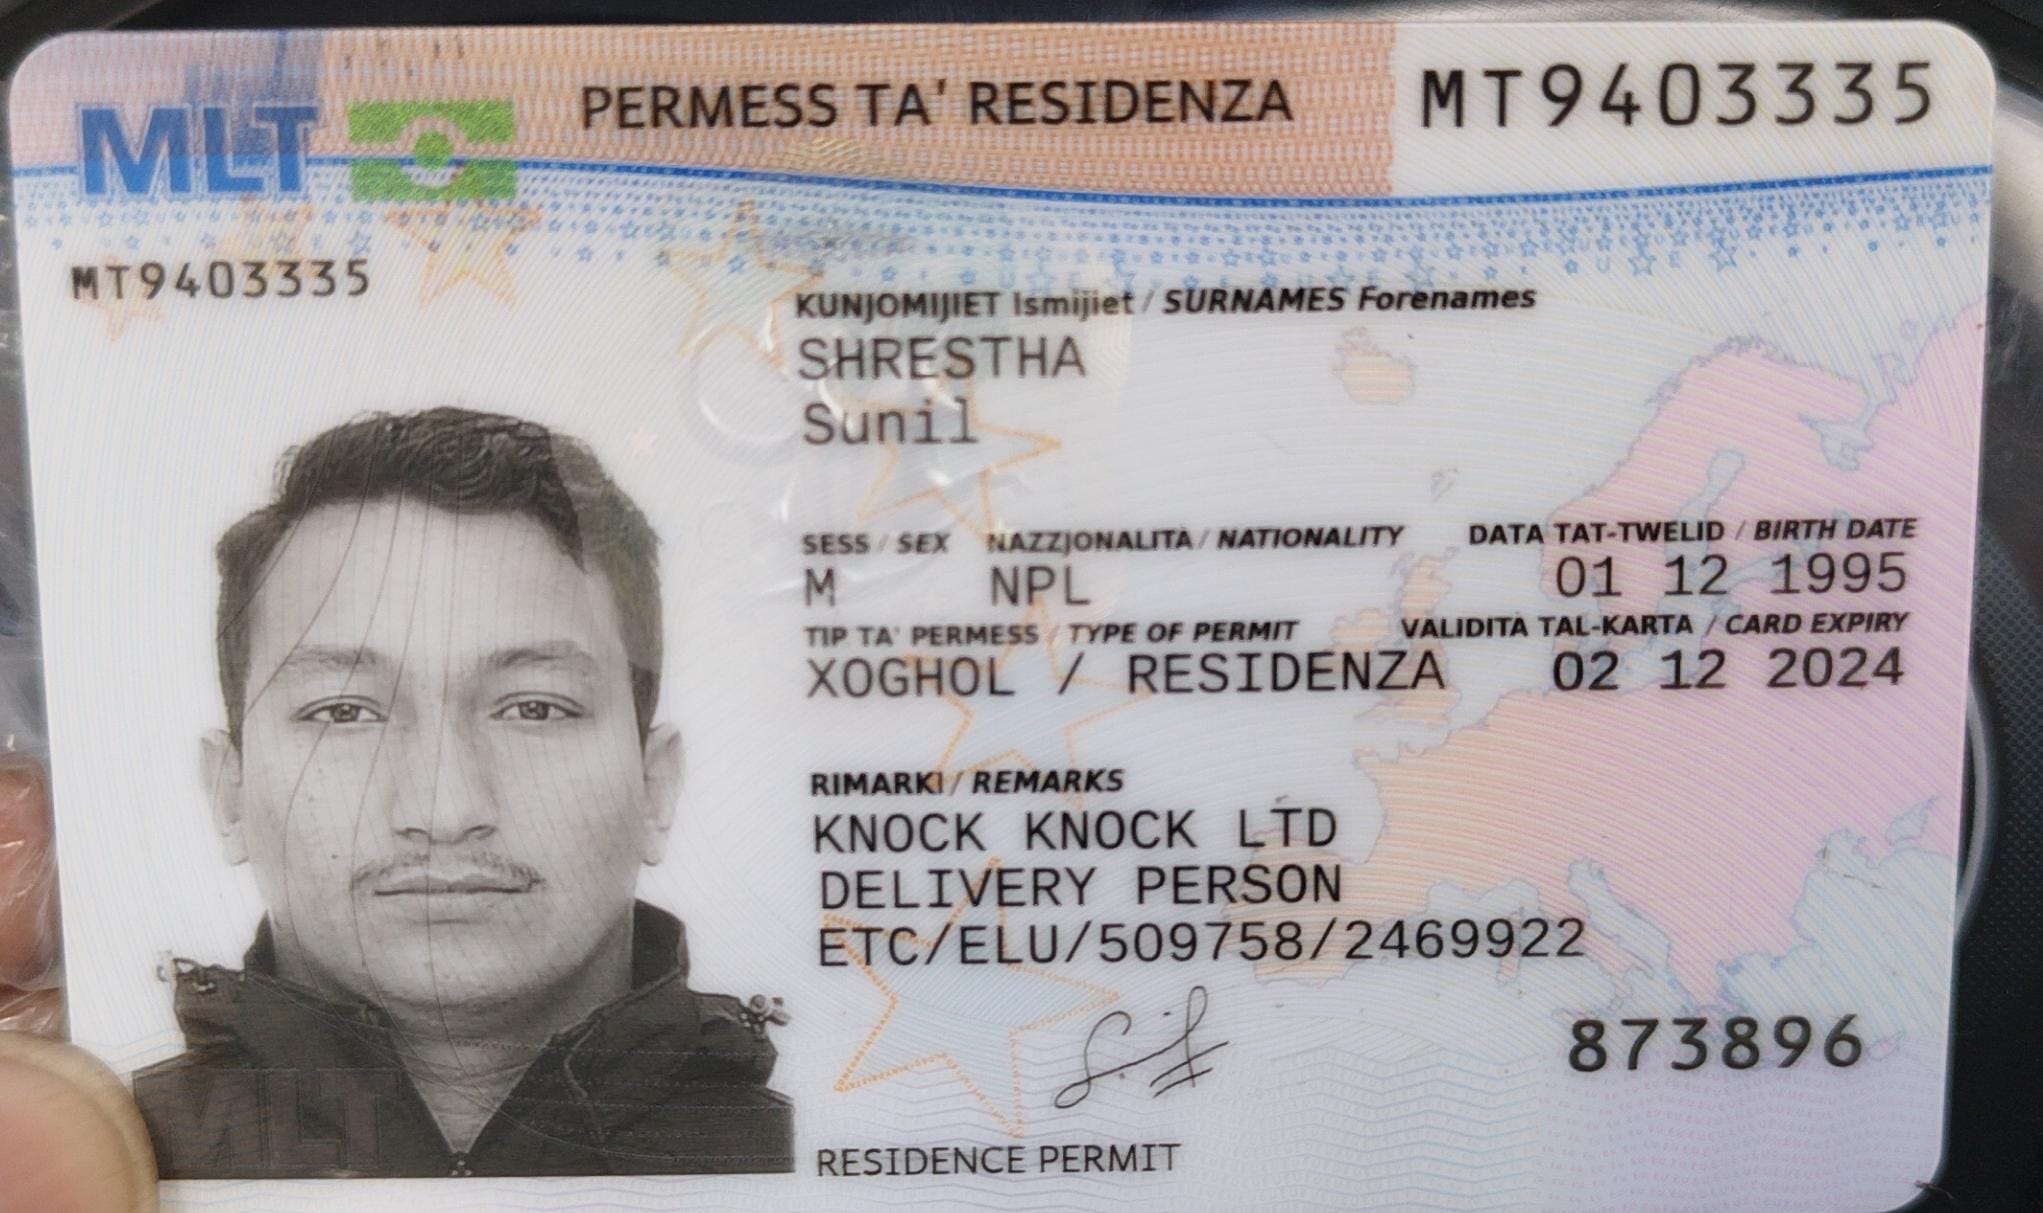 MLT
PERMESS TA' RESIDENZA
MT9403335
MT9403335
KUNJOMIJIET Ismijiet / SURNAMES Forenames
SHRESTHA
Sunil
SESS / SEX NAZZJONALITÀ / NATIONALITY DATA TAT-TWELID / BIRTH DATE
M NPL 01 12 1995
TIP TA' PERMESS / TYPE OF PERMIT VALIDITÀ TAL-KARTA / CARD EXPIRY
XOGHOL / RESIDENZA 02 12 2024
RIMARKI / REMARKS
KNOCK KNOCK LTD
DELIVERY PERSON
ETC/ELU/509758/2469922
873896
MLT
RESIDENCE PERMIT